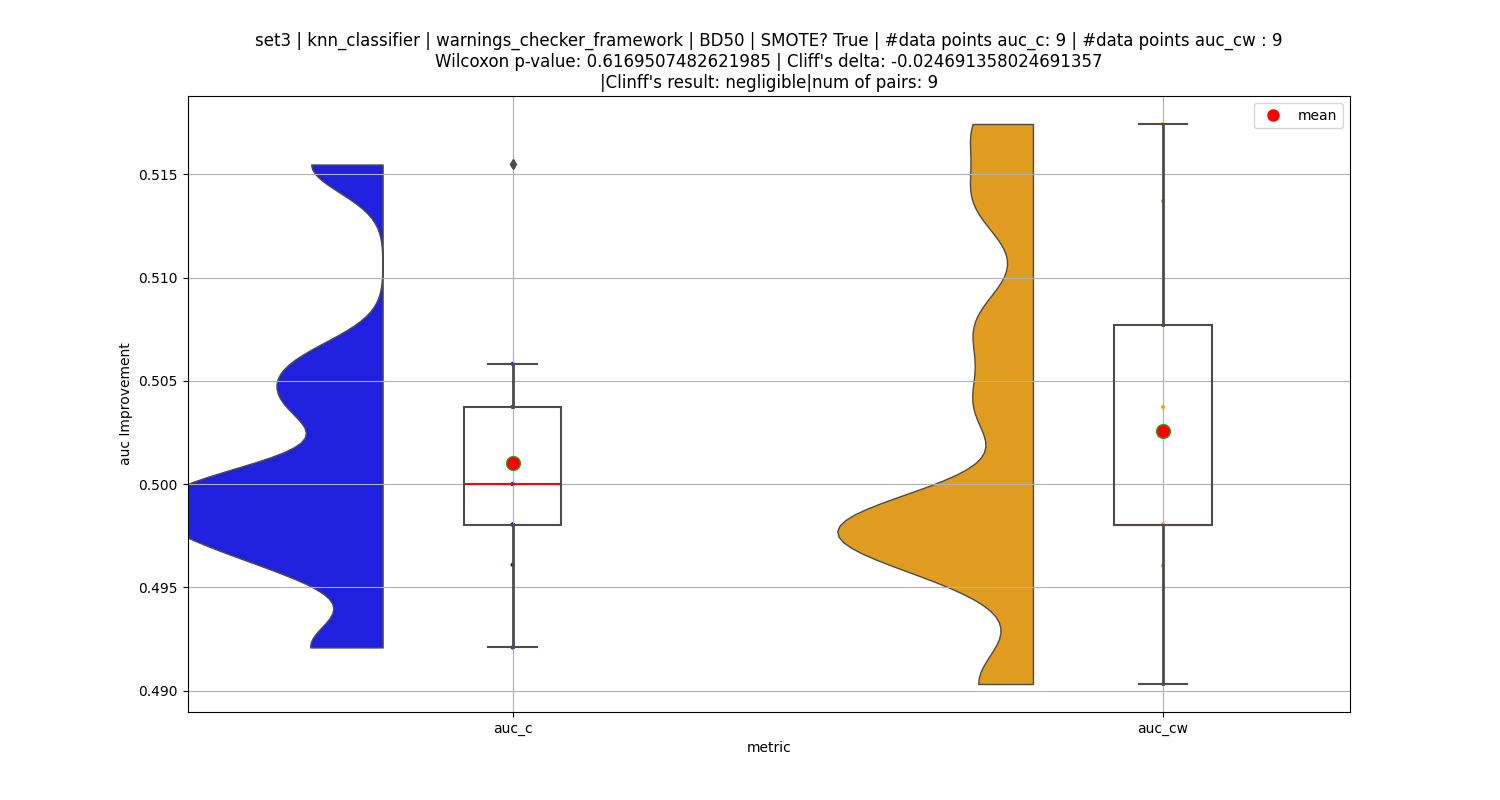 set3 | knn_classifier | warnings_checker_framework | BD50 | SMOTE? True | #data points auc_c: 9 | #data points auc_cw : 9
Wilcoxon p-value: 0.6169507482621985 | Cliff's delta: -0.024691358024691357
|Clinff's result: negligible|num of pairs: 9
mean
0.515
0.510
0.505
0.500
0.495
0.490
auc Improvement
auc_c
auc_cw
metric